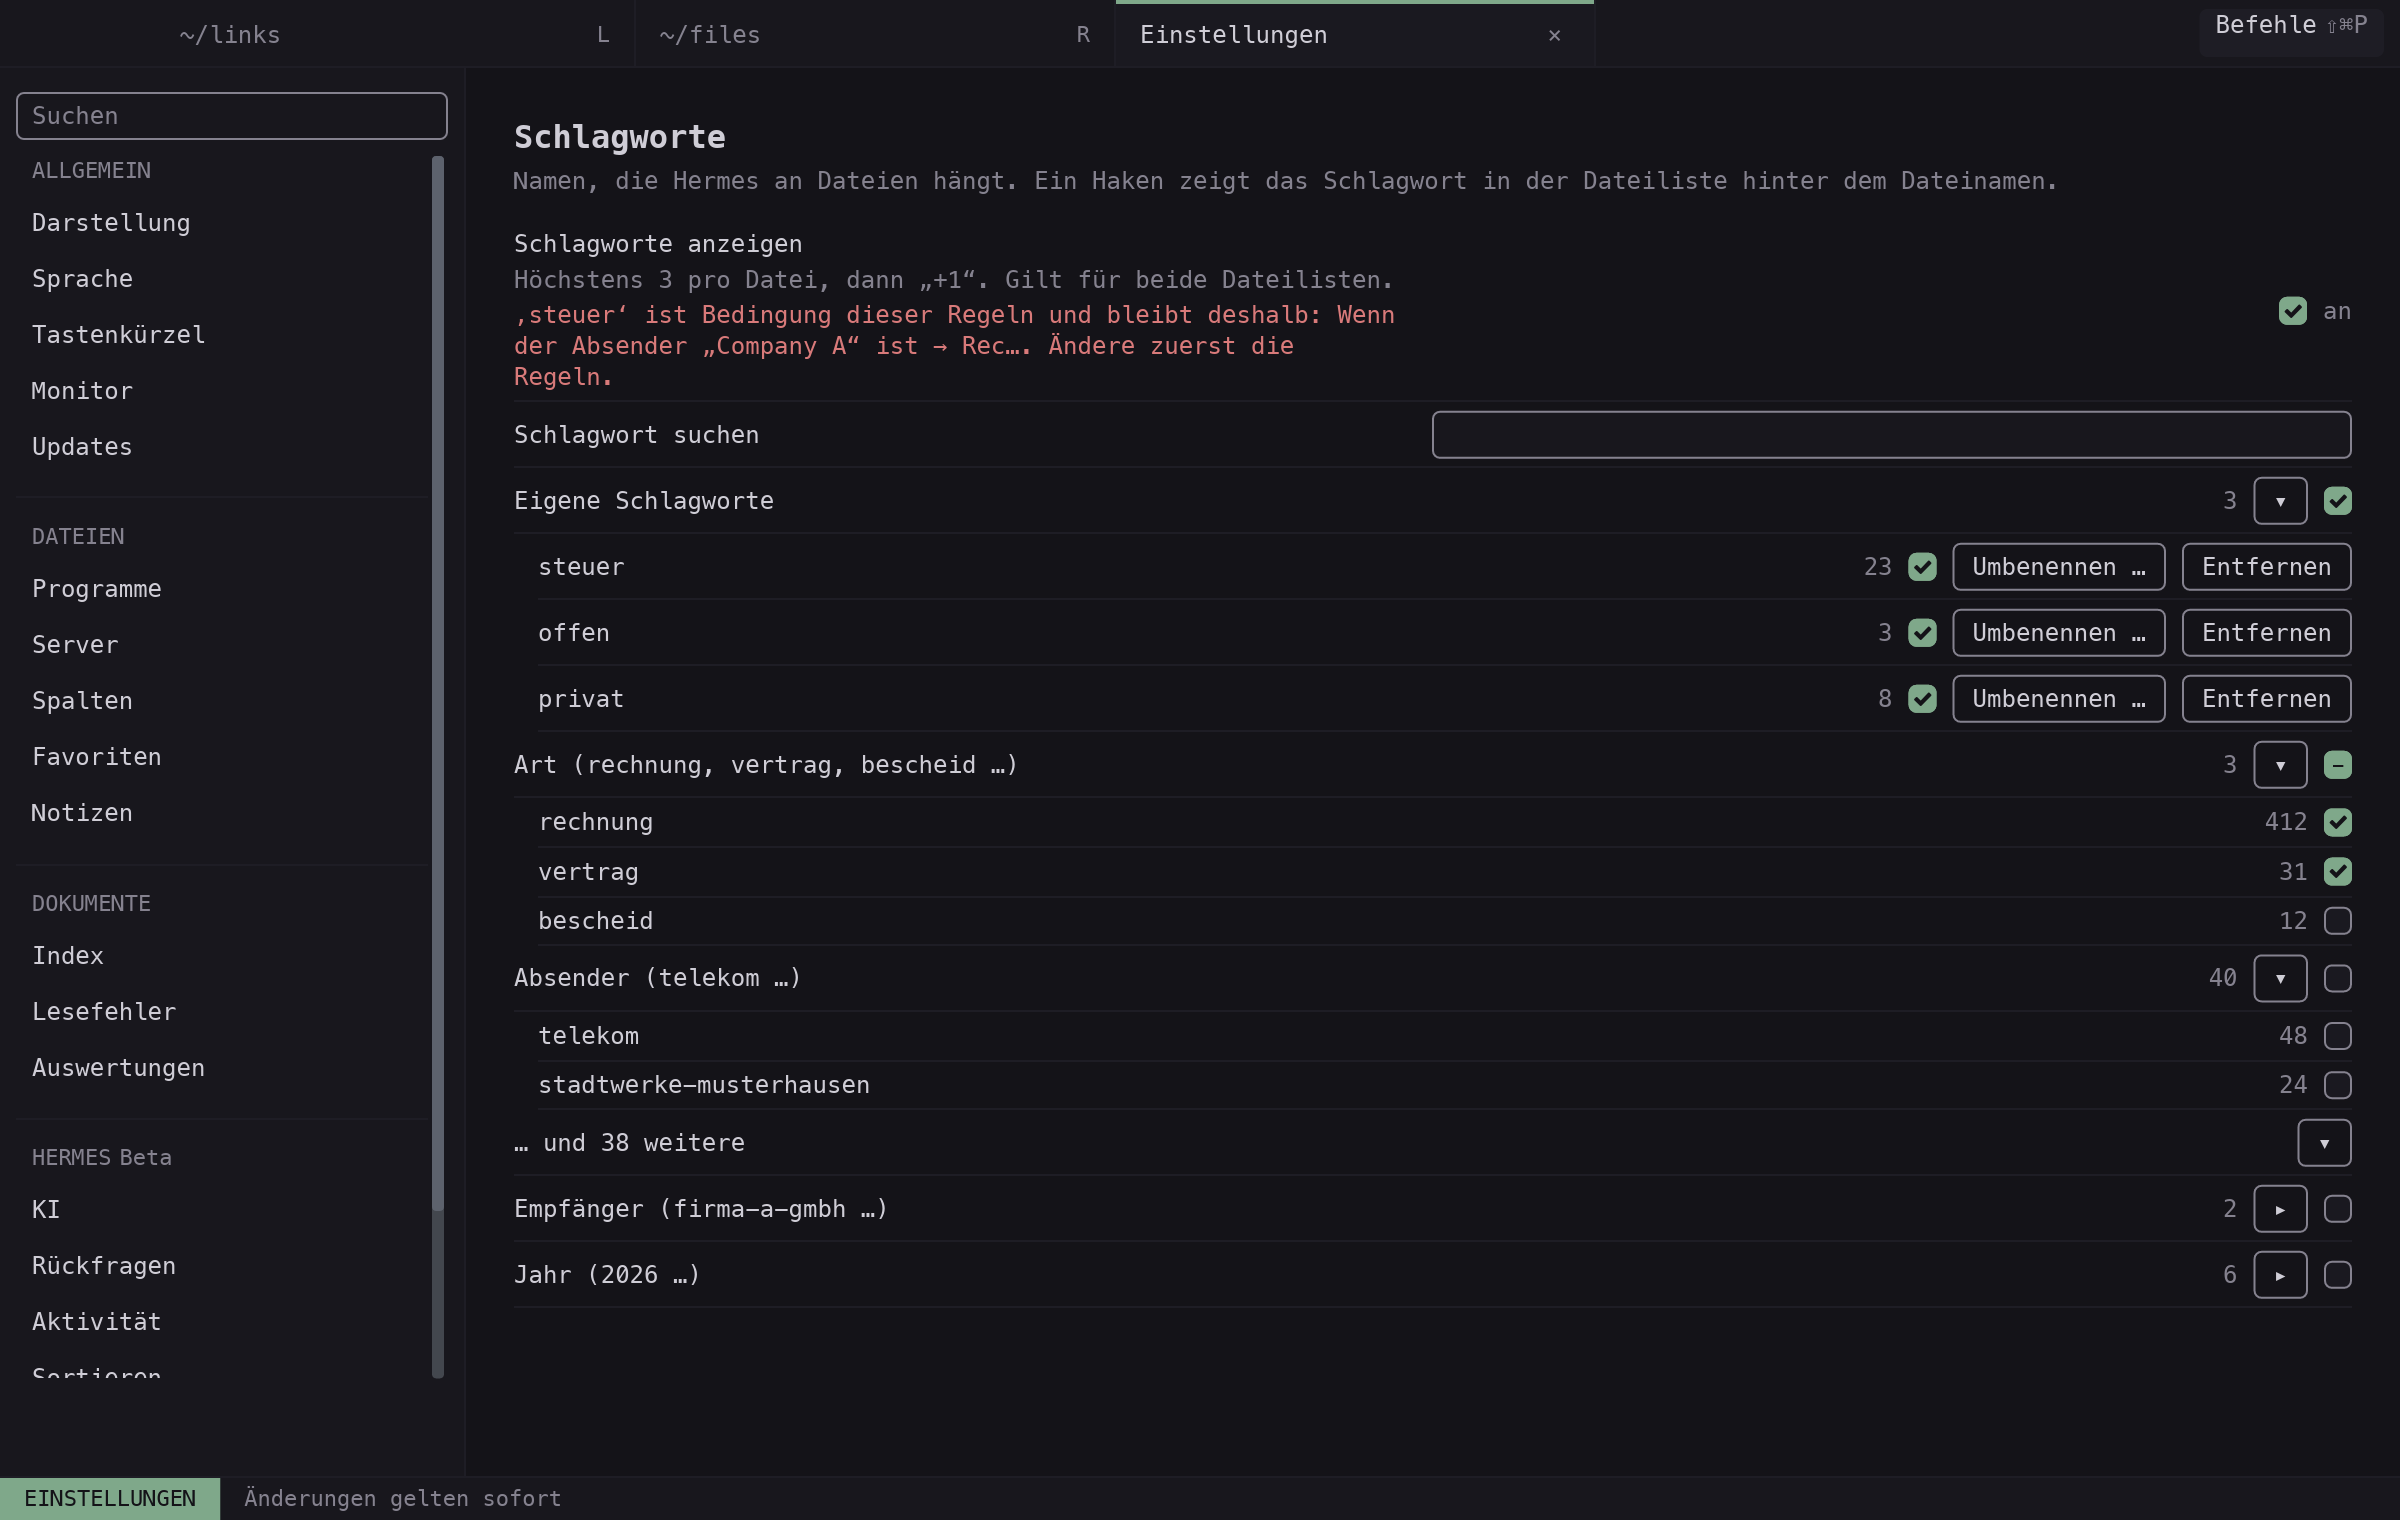 ~/links L ~/files R Einstellungen × Befehle ⇧⌘P
Suchen
ALLGEMEIN
Darstellung
Sprache
Tastenkürzel
Monitor
Updates
DATEIEN
Programme
Server
Spalten
Favoriten
Notizen
DOKUMENTE
Index
Lesefehler
Auswertungen
HERMES Beta
KI
Rückfragen
Aktivität
Sortieren
Schlagworte
Namen, die Hermes an Dateien hängt. Ein Haken zeigt das Schlagwort in der Dateiliste hinter dem Dateinamen.
Schlagworte anzeigen
Höchstens 3 pro Datei, dann „+1“. Gilt für beide Dateilisten.
‚steuer‘ ist Bedingung dieser Regeln und bleibt deshalb: Wenn
der Absender „Company A“ ist → Rec…. Ändere zuerst die
Regeln.
an
Schlagwort suchen
Eigene Schlagworte 3 ▾
steuer 23 Umbenennen … Entfernen
offen 3 Umbenennen … Entfernen
privat 8 Umbenennen … Entfernen
Art (rechnung, vertrag, bescheid …) 3 ▾
rechnung 412
vertrag 31
bescheid 12
Absender (telekom …) 40 ▾
telekom 48
stadtwerke-musterhausen 24
… und 38 weitere ▾
Empfänger (firma-a-gmbh …) 2 ▸
Jahr (2026 …) 6 ▸
EINSTELLUNGEN Änderungen gelten sofort